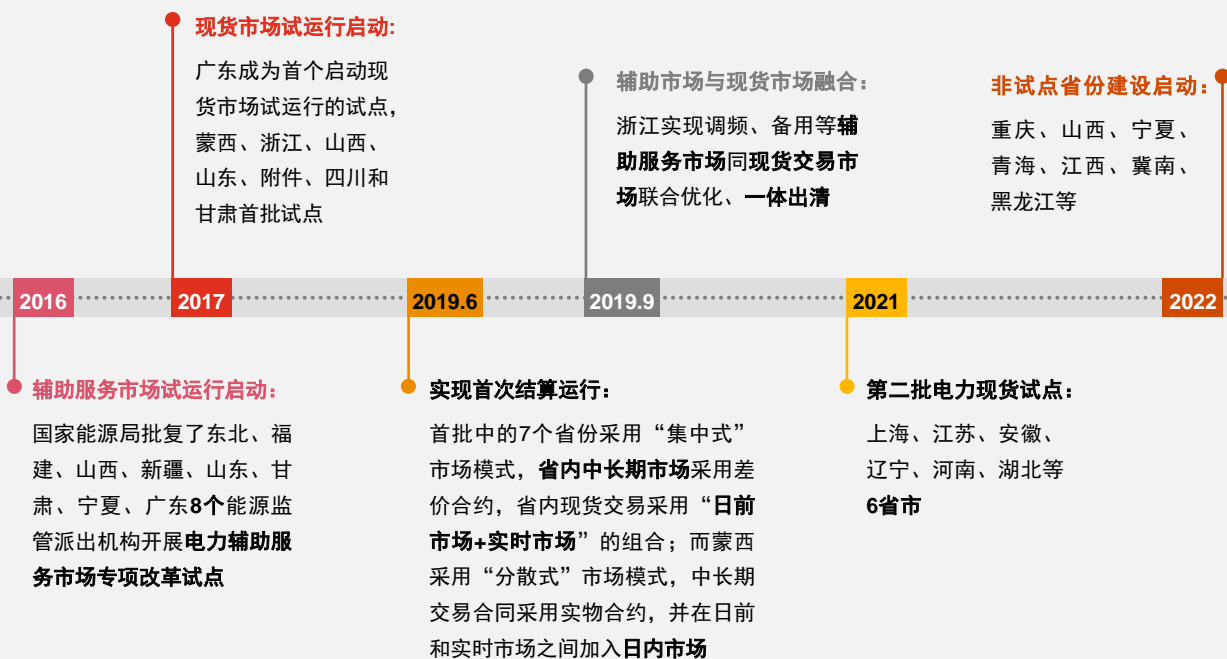 现货市场试运行启动:
广东成为首个启动现
货市场试运行的试点，
蒙西、浙江、山西、
山东、附件、四川和
甘肃首批试点
辅助市场与现货市场融合：
浙江实现调频、备用等辅
助服务市场同现货交易市
场联合优化、一体出清
非试点省份建设启动：
重庆、山西、宁夏、
青海、江西、冀南、
黑龙江等
2016
2017
2019.6
2019.9
2021
2022
辅助服务市场试运行启动：
国家能源局批复了东北、福
建、山西、新疆、山东、甘
肃、宁夏、广东8个能源监
管派出机构开展电力辅助服
务市场专项改革试点
实现首次结算运行：
首批中的7个省份采用“集中式”
市场模式，省内中长期市场采用差
价合约，省内现货交易采用“日前
市场+实时市场”的组合；而蒙西
采用“分散式”市场模式，中长期
交易合同采用实物合约，并在日前
和实时市场之间加入日内市场
第二批电力现货试点：
上海、江苏、安徽、
辽宁、河南、湖北等
6省市